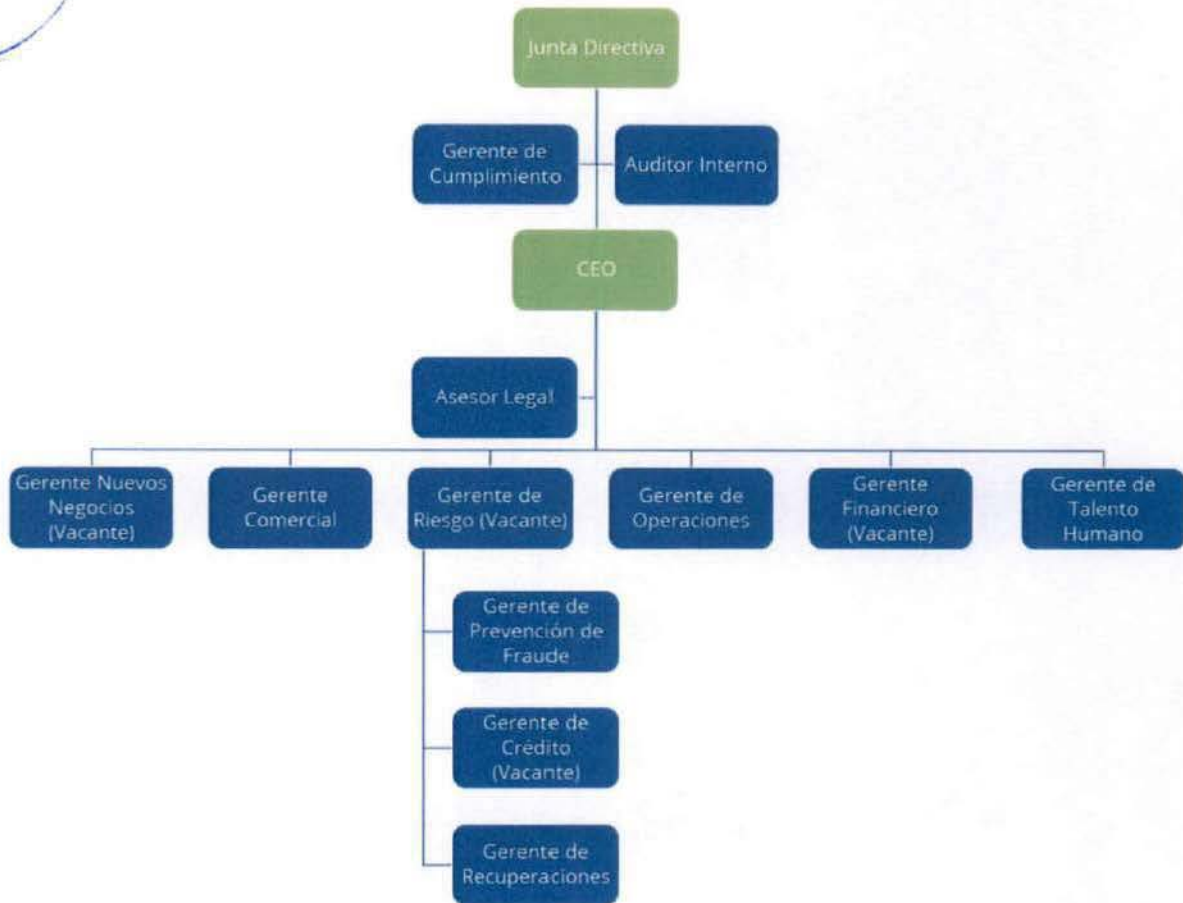 Junta Directiva
Gerente de
Cumplimiento
Auditor Interno
CEO
Asesor Legal
Gerente Nuevos
Negocios
(Vacante)
Gerente
Comercial
Gerente de
Riesgo (Vacante)
Gerente de
Operaciones
Gerente
Financiero
(Vacante)
Gerente de
Talento
Humano
Gerente de
Prevención de
Fraude
Gerente de
Crédito
(Vacante)
Gerente de
Recuperaciones